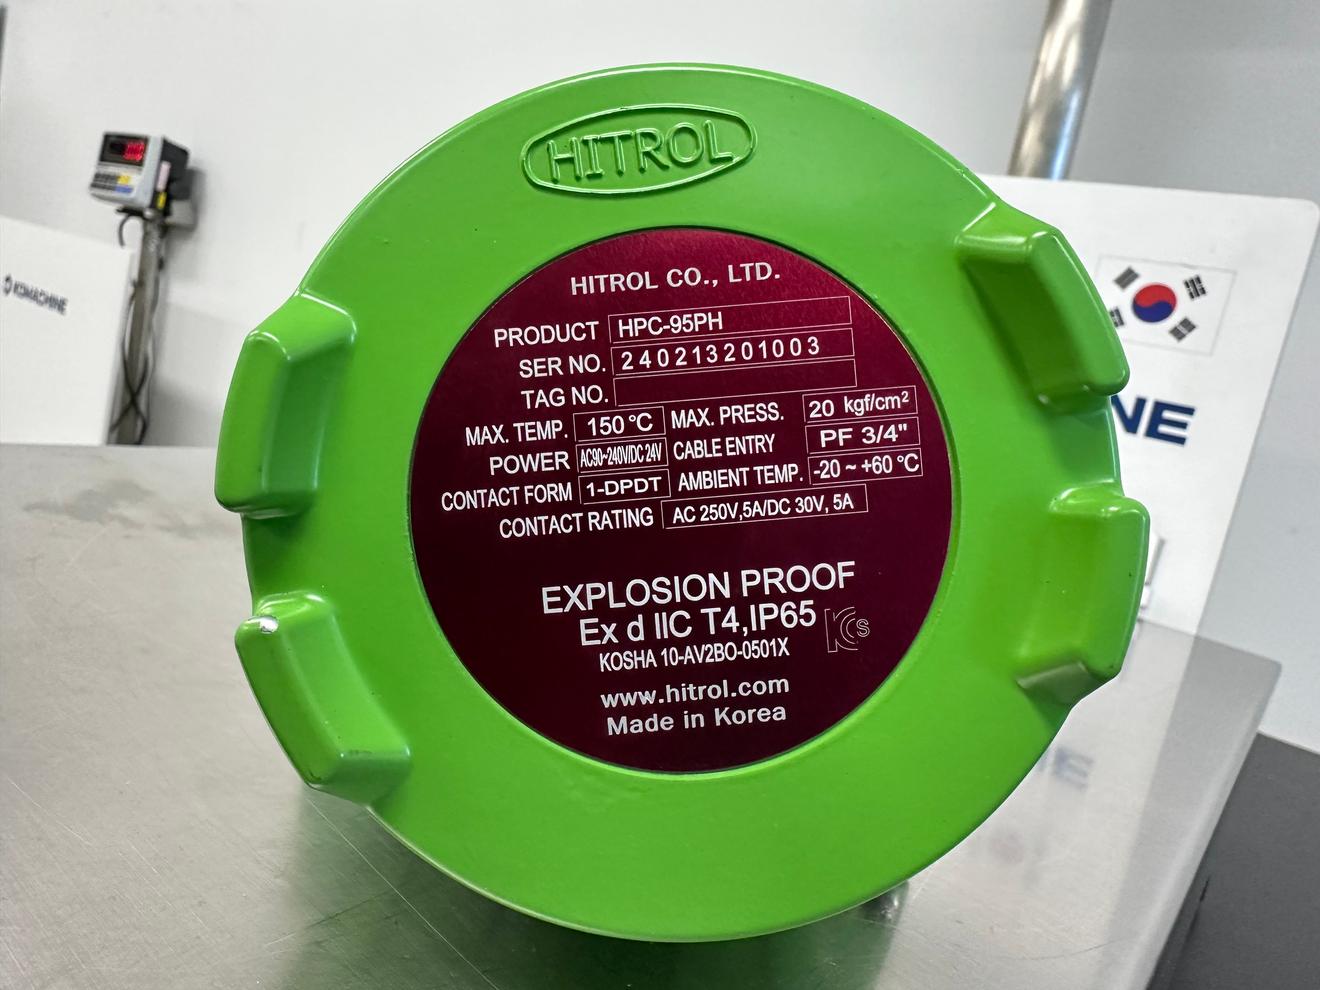 HITROL
HITROL CO., LTD.
PRODUCT HPC-95PH
SER NO. 240213201003
TAG NO.
MAX. TEMP. 150 °C MAX. PRESS. 20 kgf/cm²
POWER AC90~240V/DC 24V CABLE ENTRY PF 3/4"
CONTACT FORM 1-DPDT AMBIENT TEMP. -20 ~ +60 °C
CONTACT RATING AC 250V,5A/DC 30V, 5A
EXPLOSION PROOF
Ex d IIC T4,IP65
KCs
KOSHA 10-AV2BO-0501X
www.hitrol.com
Made in Korea
KOMACHINE
NE